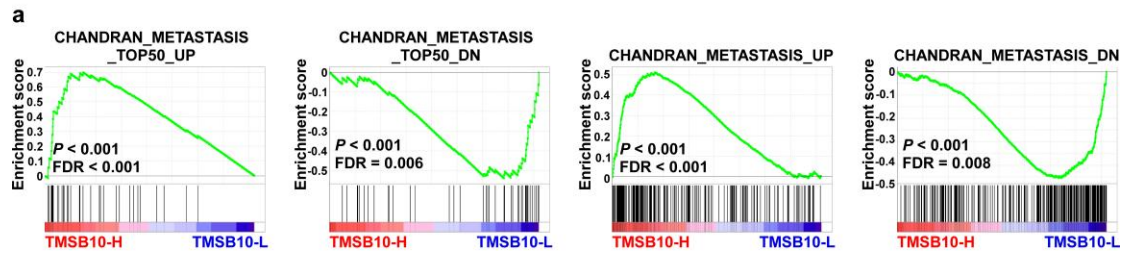 a
CHANDRAN_METASTASIS
_TOP50_UP
Enrichment score
0.7
0.6
0.5
0.4
0.3
0.2
0.1
0
P < 0.001
FDR < 0.001
TMSB10-H TMSB10-L
CHANDRAN_METASTASIS
_TOP50_DN
Enrichment score
0
-0.1
-0.2
-0.3
-0.4
-0.5
P < 0.001
FDR = 0.006
TMSB10-H TMSB10-L
CHANDRAN_METASTASIS_UP
Enrichment score
0.5
0.4
0.3
0.2
0.1
0
P < 0.001
FDR < 0.001
TMSB10-H TMSB10-L
CHANDRAN_METASTASIS_DN
Enrichment score
0
-0.1
-0.2
-0.3
-0.4
-0.5
P < 0.001
FDR = 0.008
TMSB10-H TMSB10-L